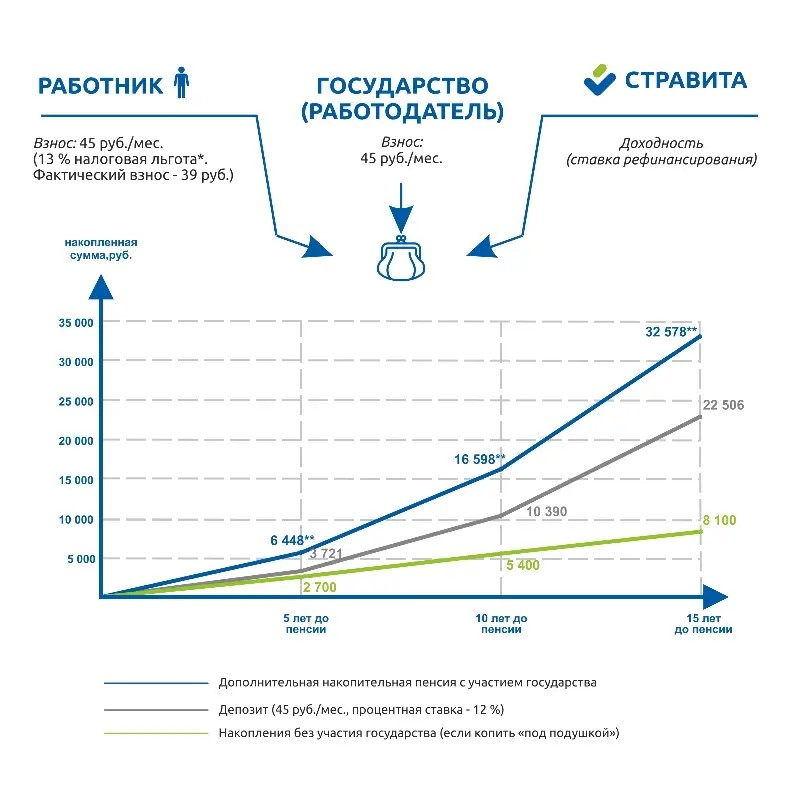 РАБОТНИК
Взнос: 45 руб./мес.
(13 % налоговая льгота*.
Фактический взнос - 39 руб.)
ГОСУДАРСТВО
(РАБОТОДАТЕЛЬ)
Взнос:
45 руб./мес.
СТРАВИТА
Доходность
(ставка рефинансирования)
накопленная
сумма,руб.
35 000
30 000
25 000
20 000
15 000
10 000
5 000
32 578**
22 506
16 598**
10 390
8 100
6 448**
3 721
5 400
2 700
5 лет до
пенсии
10 лет до
пенсии
15 лет
до пенсии
Дополнительная накопительная пенсия с участием государства
Депозит (45 руб./мес., процентная ставка - 12 %)
Накопления без участия государства (если копить «под подушкой»)